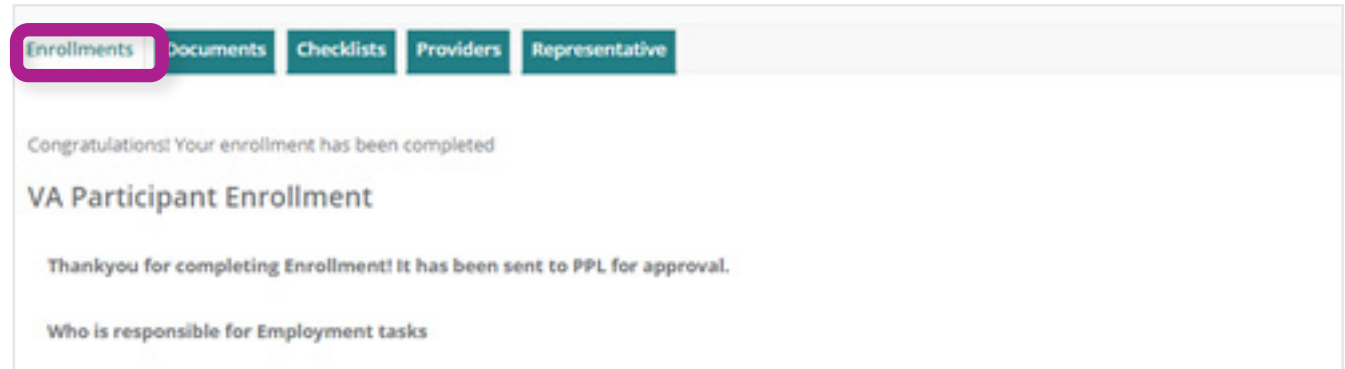 Enrollments Documents Checklists Providers Representative
Congratulations! Your enrollment has been completed
VA Participant Enrollment
Thankyou for completing Enrollment! It has been sent to PPL for approval.
Who is responsible for Employment tasks